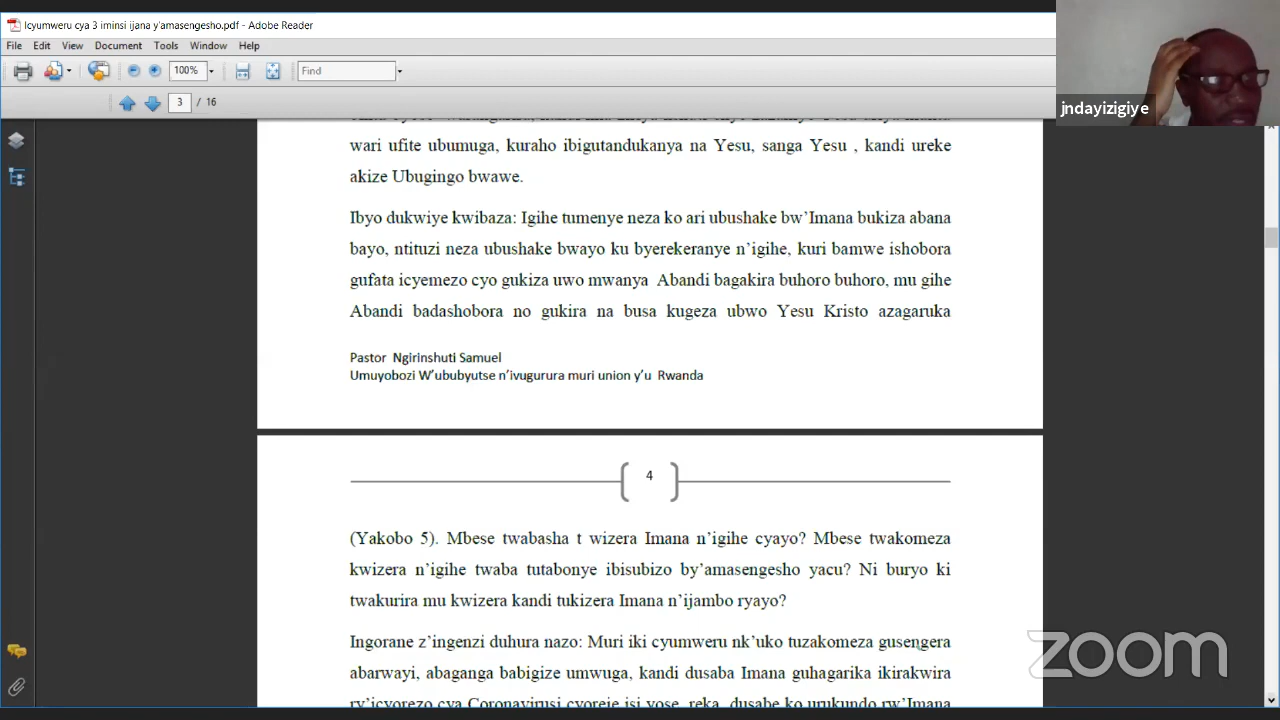 Icyumweru cya 3 iminsi ijana y'amasengesho.pdf - Adobe Reader
File Edit View Document Tools Window Help
100% Find
3 / 16
jndayizigiye
wari ufite ubumuga, kuraho ibigutandukanya na Yesu, sanga Yesu , kandi ureke
akize Ubugingo bwawe.
Ibyo dukwiye kwibaza: Igihe tumenye neza ko ari ubushake bw’Imana bukiza abana
bayo, ntituzi neza ubushake bwayo ku byerekeranye n’igihe, kuri bamwe ishobora
gufata icyemezo cyo gukiza uwo mwanya Abandi bagakira buhoro buhoro, mu gihe
Abandi badashobora no gukira na busa kugeza ubwo Yesu Kristo azagaruka
Pastor Ngirinshuti Samuel
Umuyobozi W’ububyutse n’ivugurura muri union y’u Rwanda
4
(Yakobo 5). Mbese twabasha t wizera Imana n’igihe cyayo? Mbese twakomeza
kwizera n’igihe twaba tutabonye ibisubizo by’amasengesho yacu? Ni buryo ki
twakurira mu kwizera kandi tukizera Imana n’ijambo ryayo?
Ingorane z’ingenzi duhura nazo: Muri iki cyumweru nk’uko tuzakomeza gusengera
abarwayi, abaganga babigize umwuga, kandi dusaba Imana guhagarika ikirakwira
ry’icyorezo cya Coronavirusi cyoreje isi yose, reka dusabe ko urukundo rw’Imana
zoom